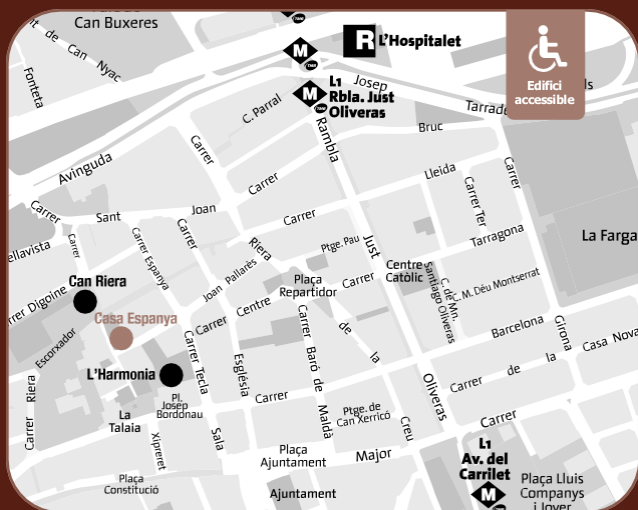 Can Buxeres
t de Can Nyac
Fonteta
Avinguda
Josep
Tarrade
M
R L'Hospitalet
M
L1
Rbla. Just
Oliveras
Edifici
accessible
ls
C. Parral
Rambla
Just
Oliveras
Bruc
Carrer
Lleida
Carrer
Carrer Ter
Carrer
Girona
Tarragona
La Farga
Carrer
Sant
Joan
Carrer
Carrer
ellavista
Carrer
Carrer Espanya
Carrer
Tecla
Sala
Riera
Ptge. Pau
Plaça
Repartidor
Centre
Catòlic
C. de Mn.
Santiago Oliveras
J. M. Déu Montserrat
Joan Pallarès
Can Riera
rrer Digoine
Casa Espanya
Escorxador
Carrer Centre
Carrer
Carrer
de la
Creu
Barcelona
Casa Nova
L'Harmonia
Carrer
Església
Carrer
Baró de
Maldà
Carrer
Carrer de la
Carrer Riera
La
Talaia
Pl.
Josep
Bordonau
Xipreret
Ptge. de
Can Xerricó
Carrer
Major
Plaça
Ajuntament
Plaça
Constitució
Ajuntament
L1
Av. del
Carrilet
M
Plaça Lluis
Companys
i Jover